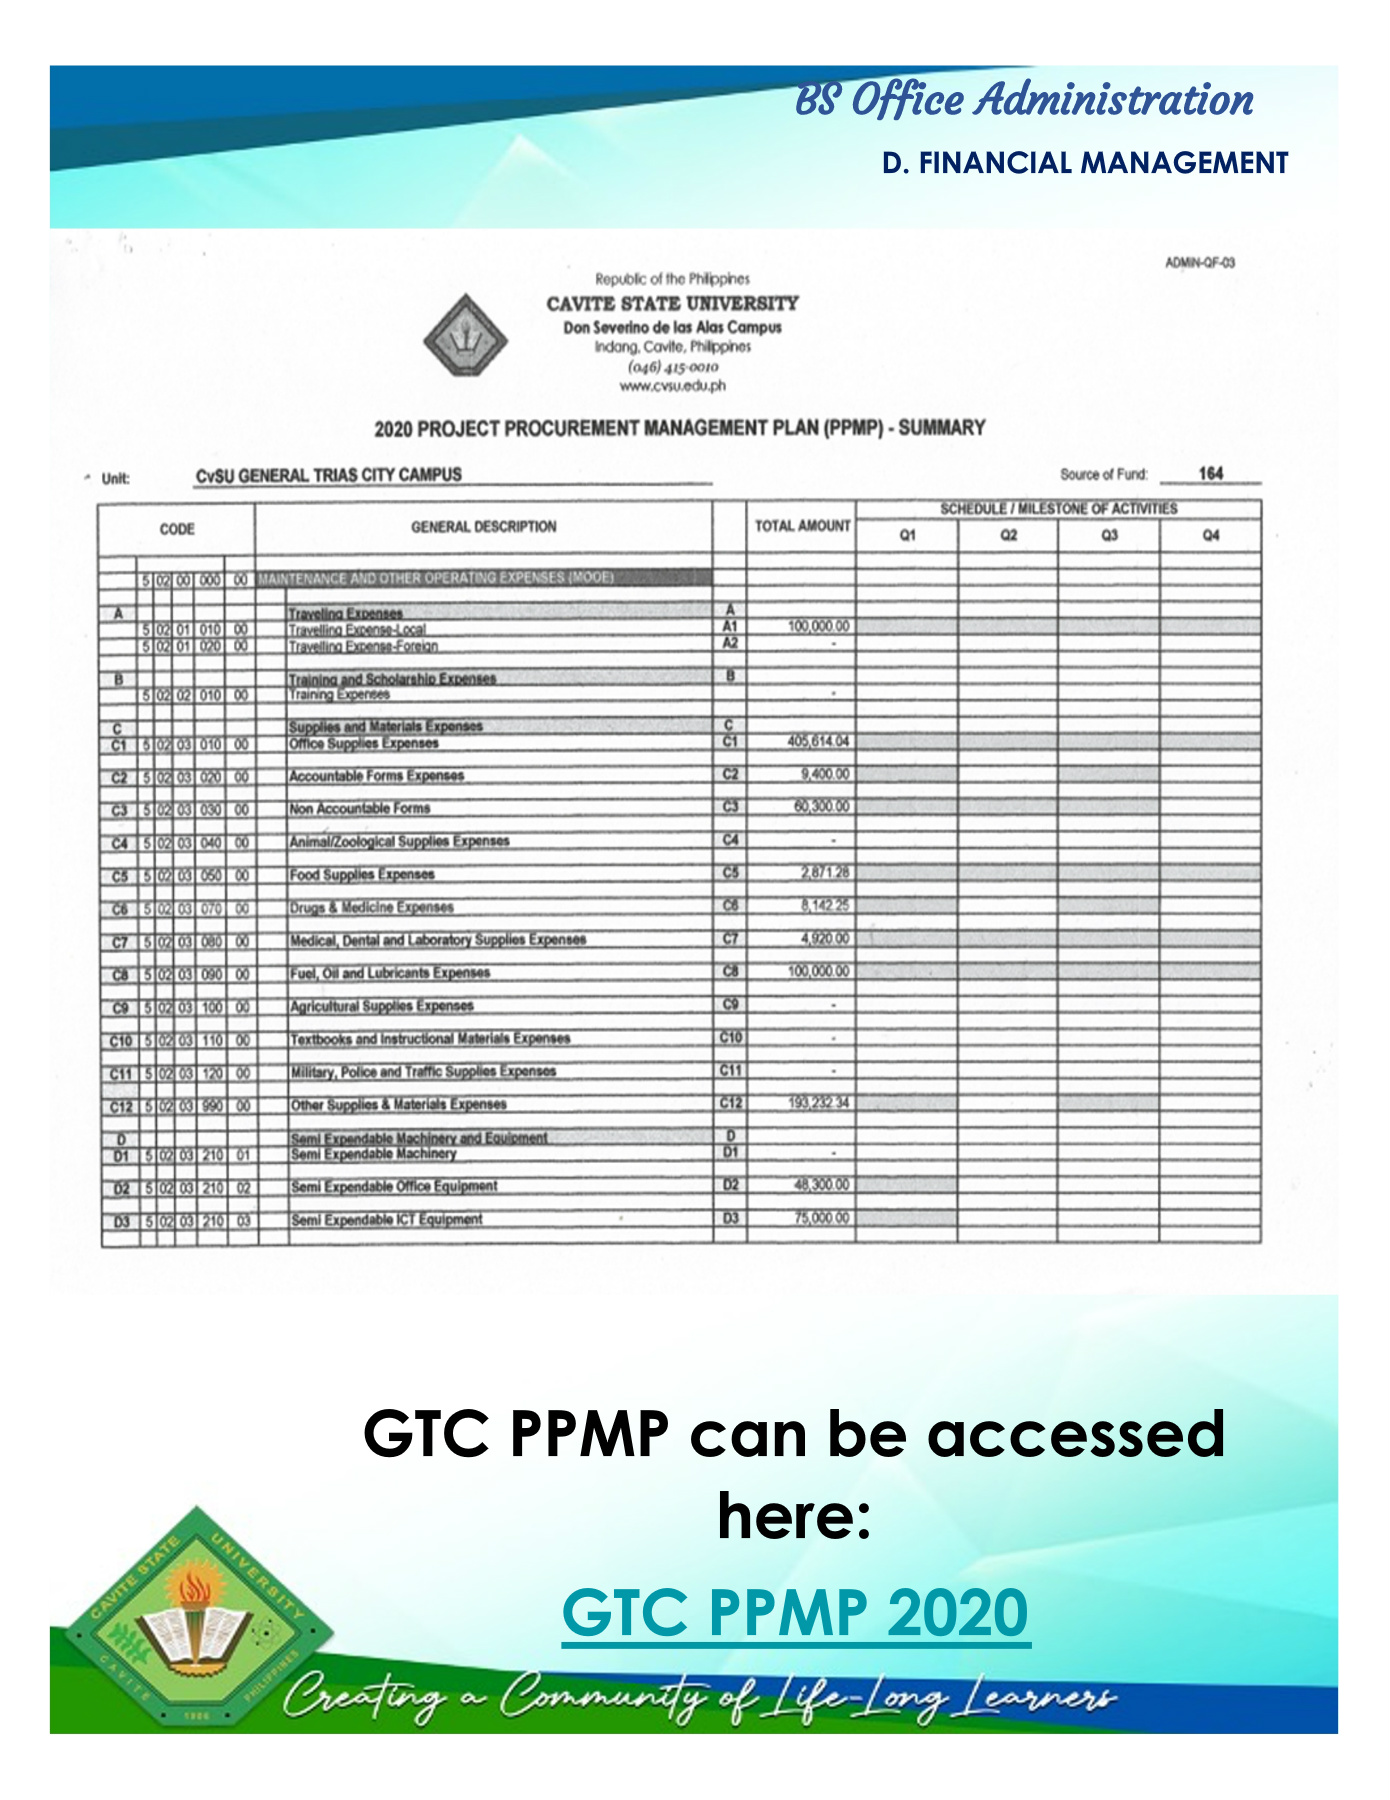 BS Office Administration
D. FINANCIAL MANAGEMENT
ADMIN-QF-03
Republic of the Philippines
CAVITE STATE UNIVERSITY
Don Severino de las Alas Campus
Indang, Cavite, Philippines
(046) 415-0010
www.cvsu.edu.ph
2020 PROJECT PROCUREMENT MANAGEMENT PLAN (PPMP) - SUMMARY
Unit: CvSU GENERAL TRIAS CITY CAMPUS Source of Fund: 164
CODE GENERAL DESCRIPTION TOTAL AMOUNT SCHEDULE / MILESTONE OF ACTIVITIES
Q1 Q2 Q3 Q4
5 02 00 000 00 MAINTENANCE AND OTHER OPERATING EXPENSES (MOOE)
A Traveling Expenses A
5 02 01 010 00 Travelling Expense-Local A1 100,000.00
5 02 01 020 00 Travelling Expense-Foreign A2 -
B Training and Scholarship Expenses B
5 02 02 010 00 Training Expenses -
C Supplies and Materials Expenses C
C1 5 02 03 010 00 Office Supplies Expenses C1 405,614.04
C2 5 02 03 020 00 Accountable Forms Expenses C2 9,400.00
C3 5 02 03 030 00 Non Accountable Forms C3 60,300.00
C4 5 02 03 040 00 Animal/Zoological Supplies Expenses C4 -
C5 5 02 03 050 00 Food Supplies Expenses C5 2,871.28
C6 5 02 03 070 00 Drugs & Medicine Expenses C6 8,142.25
C7 5 02 03 080 00 Medical, Dental and Laboratory Supplies Expenses C7 4,920.00
C8 5 02 03 090 00 Fuel, Oil and Lubricants Expenses C8 100,000.00
C9 5 02 03 100 00 Agricultural Supplies Expenses C9 -
C10 5 02 03 110 00 Textbooks and Instructional Materials Expenses C10 -
C11 5 02 03 120 00 Military, Police and Traffic Supplies Expenses C11 -
C12 5 02 03 990 00 Other Supplies & Materials Expenses C12 193,232.34
D Semi Expendable Machinery and Equipment D
D1 5 02 03 210 01 Semi Expendable Machinery D1 -
D2 5 02 03 210 02 Semi Expendable Office Equipment D2 48,300.00
D3 5 02 03 210 03 Semi Expendable ICT Equipment D3 75,000.00
GTC PPMP can be accessed
here:
GTC PPMP 2020
CAVITE STATE UNIVERSITY
CAVITE PHILIPPINES
1906
Creating a Community of Life-Long Learners